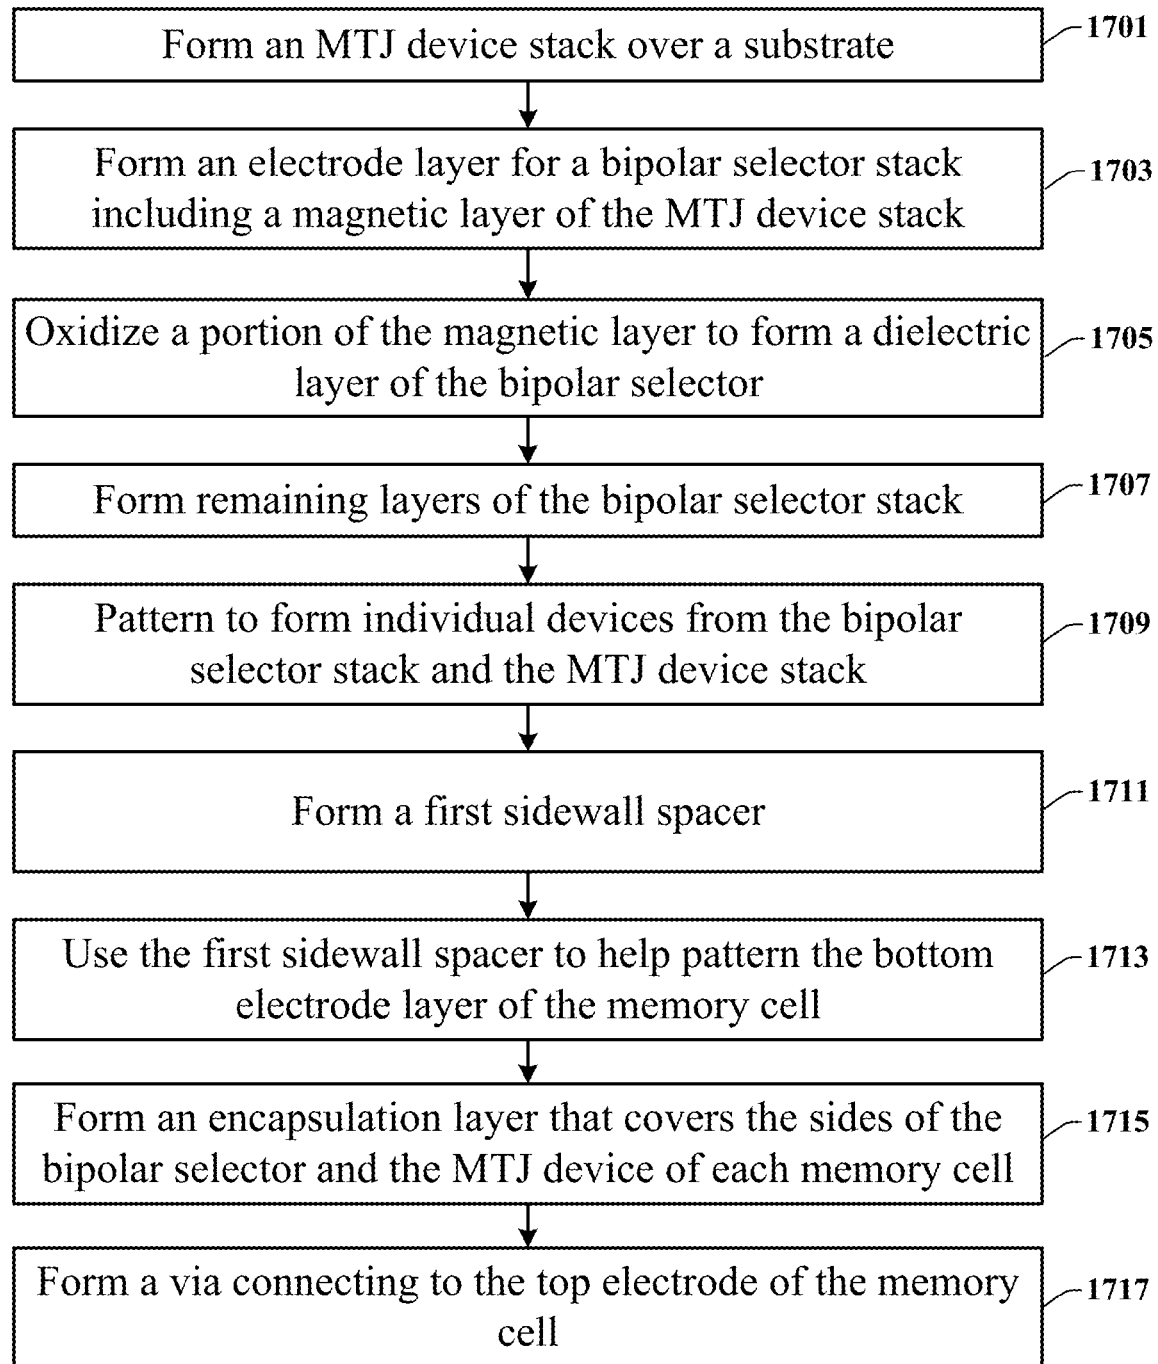 Form an MTJ device stack over a substrate
1701
Form an electrode layer for a bipolar selector stack
including a magnetic layer of the MTJ device stack
1703
Oxidize a portion of the magnetic layer to form a dielectric
layer of the bipolar selector
1705
Form remaining layers of the bipolar selector stack
1707
Pattern to form individual devices from the bipolar
selector stack and the MTJ device stack
1709
Form a first sidewall spacer
1711
Use the first sidewall spacer to help pattern the bottom
electrode layer of the memory cell
1713
Form an encapsulation layer that covers the sides of the
bipolar selector and the MTJ device of each memory cell
1715
Form a via connecting to the top electrode of the memory
cell
1717